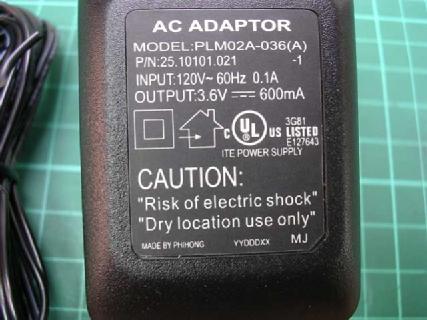 AC ADAPTOR
MODEL:PLM02A-036(A)
P/N:25.10101.021 -1
INPUT:120V~ 60Hz 0.1A
OUTPUT:3.6V ⎓ 600mA
3G81
C UL US LISTED
E127643
ITE POWER SUPPLY
CAUTION:
"Risk of electric shock"
"Dry location use only"
MADE BY PHIHONG YYDDDXX MJ